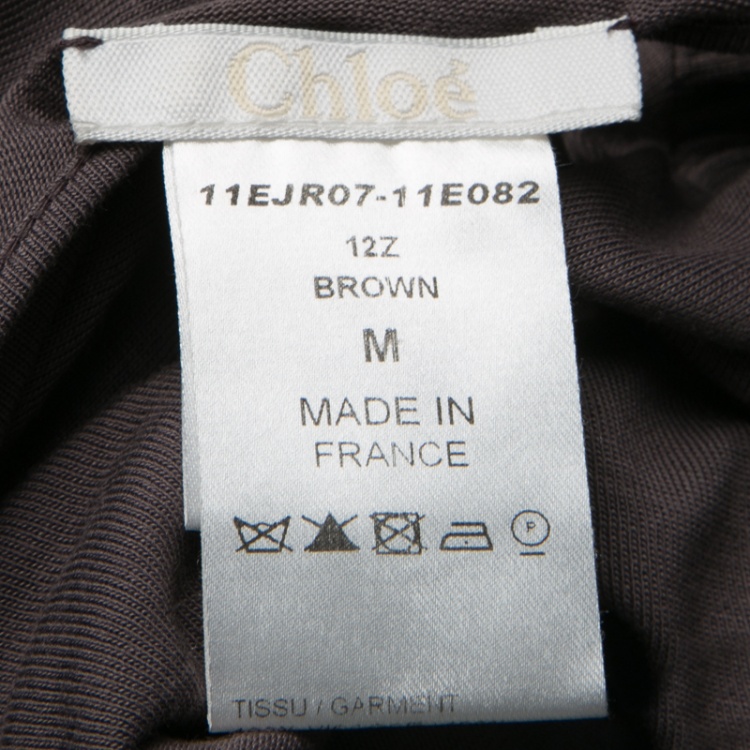 Chloé
11EJR07-11E082
12Z
BROWN
M
MADE IN
FRANCE
P
TISSU / GARMENT